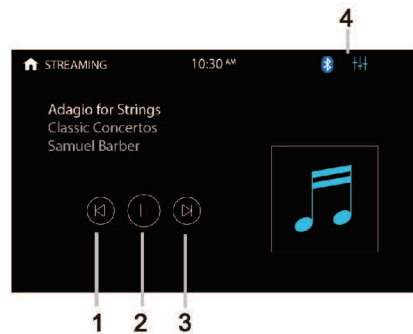 4
STREAMING 10:30 AM
Adagio for Strings
Classic Concertos
Samuel Barber
1 2 3